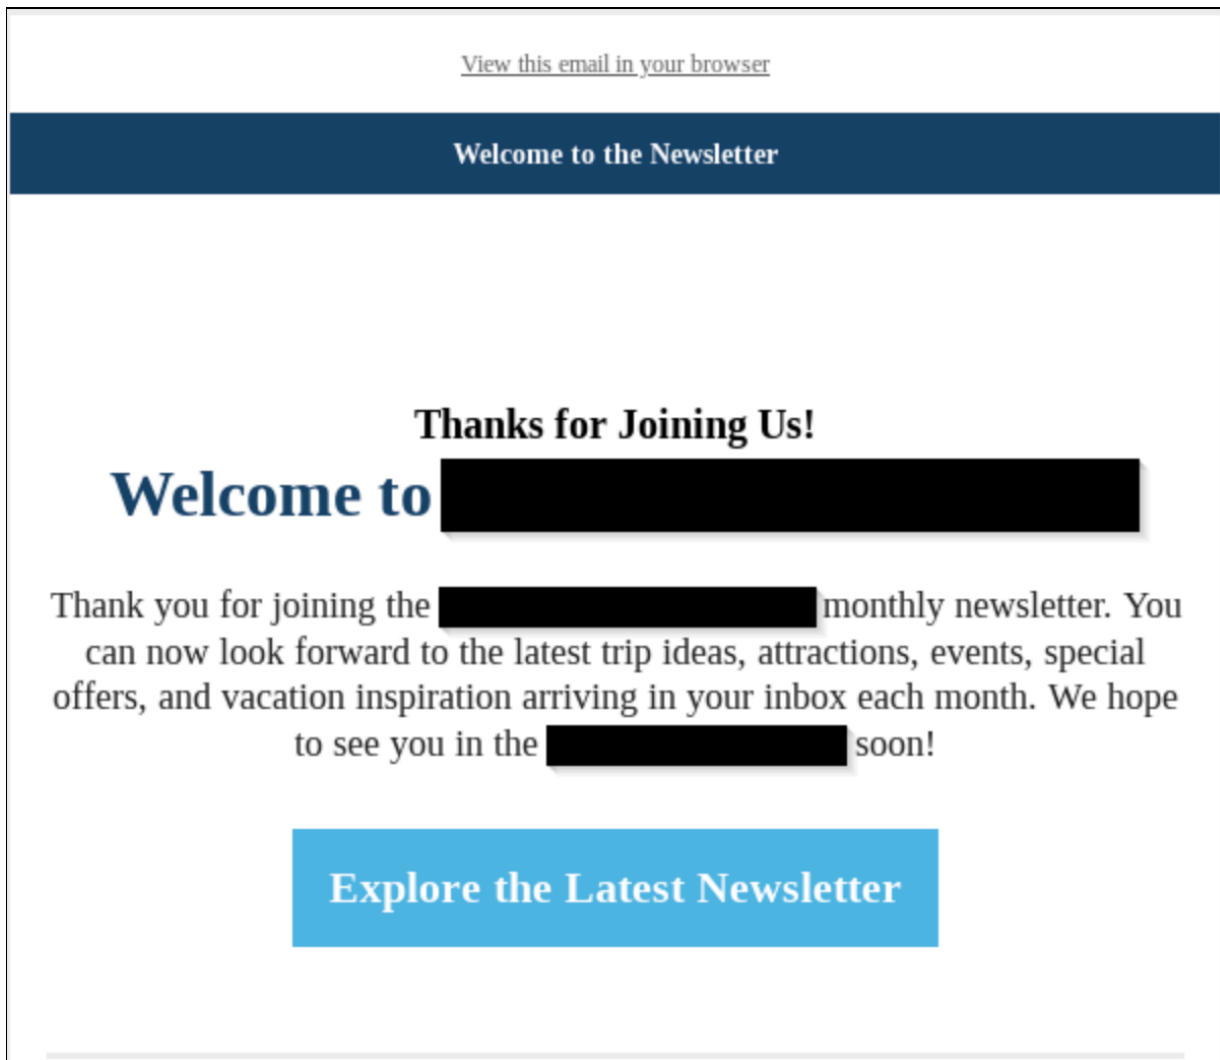 View this email in your browser
Welcome to the Newsletter
Thanks for Joining Us!
Welcome to
Thank you for joining the monthly newsletter. You
can now look forward to the latest trip ideas, attractions, events, special
offers, and vacation inspiration arriving in your inbox each month. We hope
to see you in the soon!
Explore the Latest Newsletter